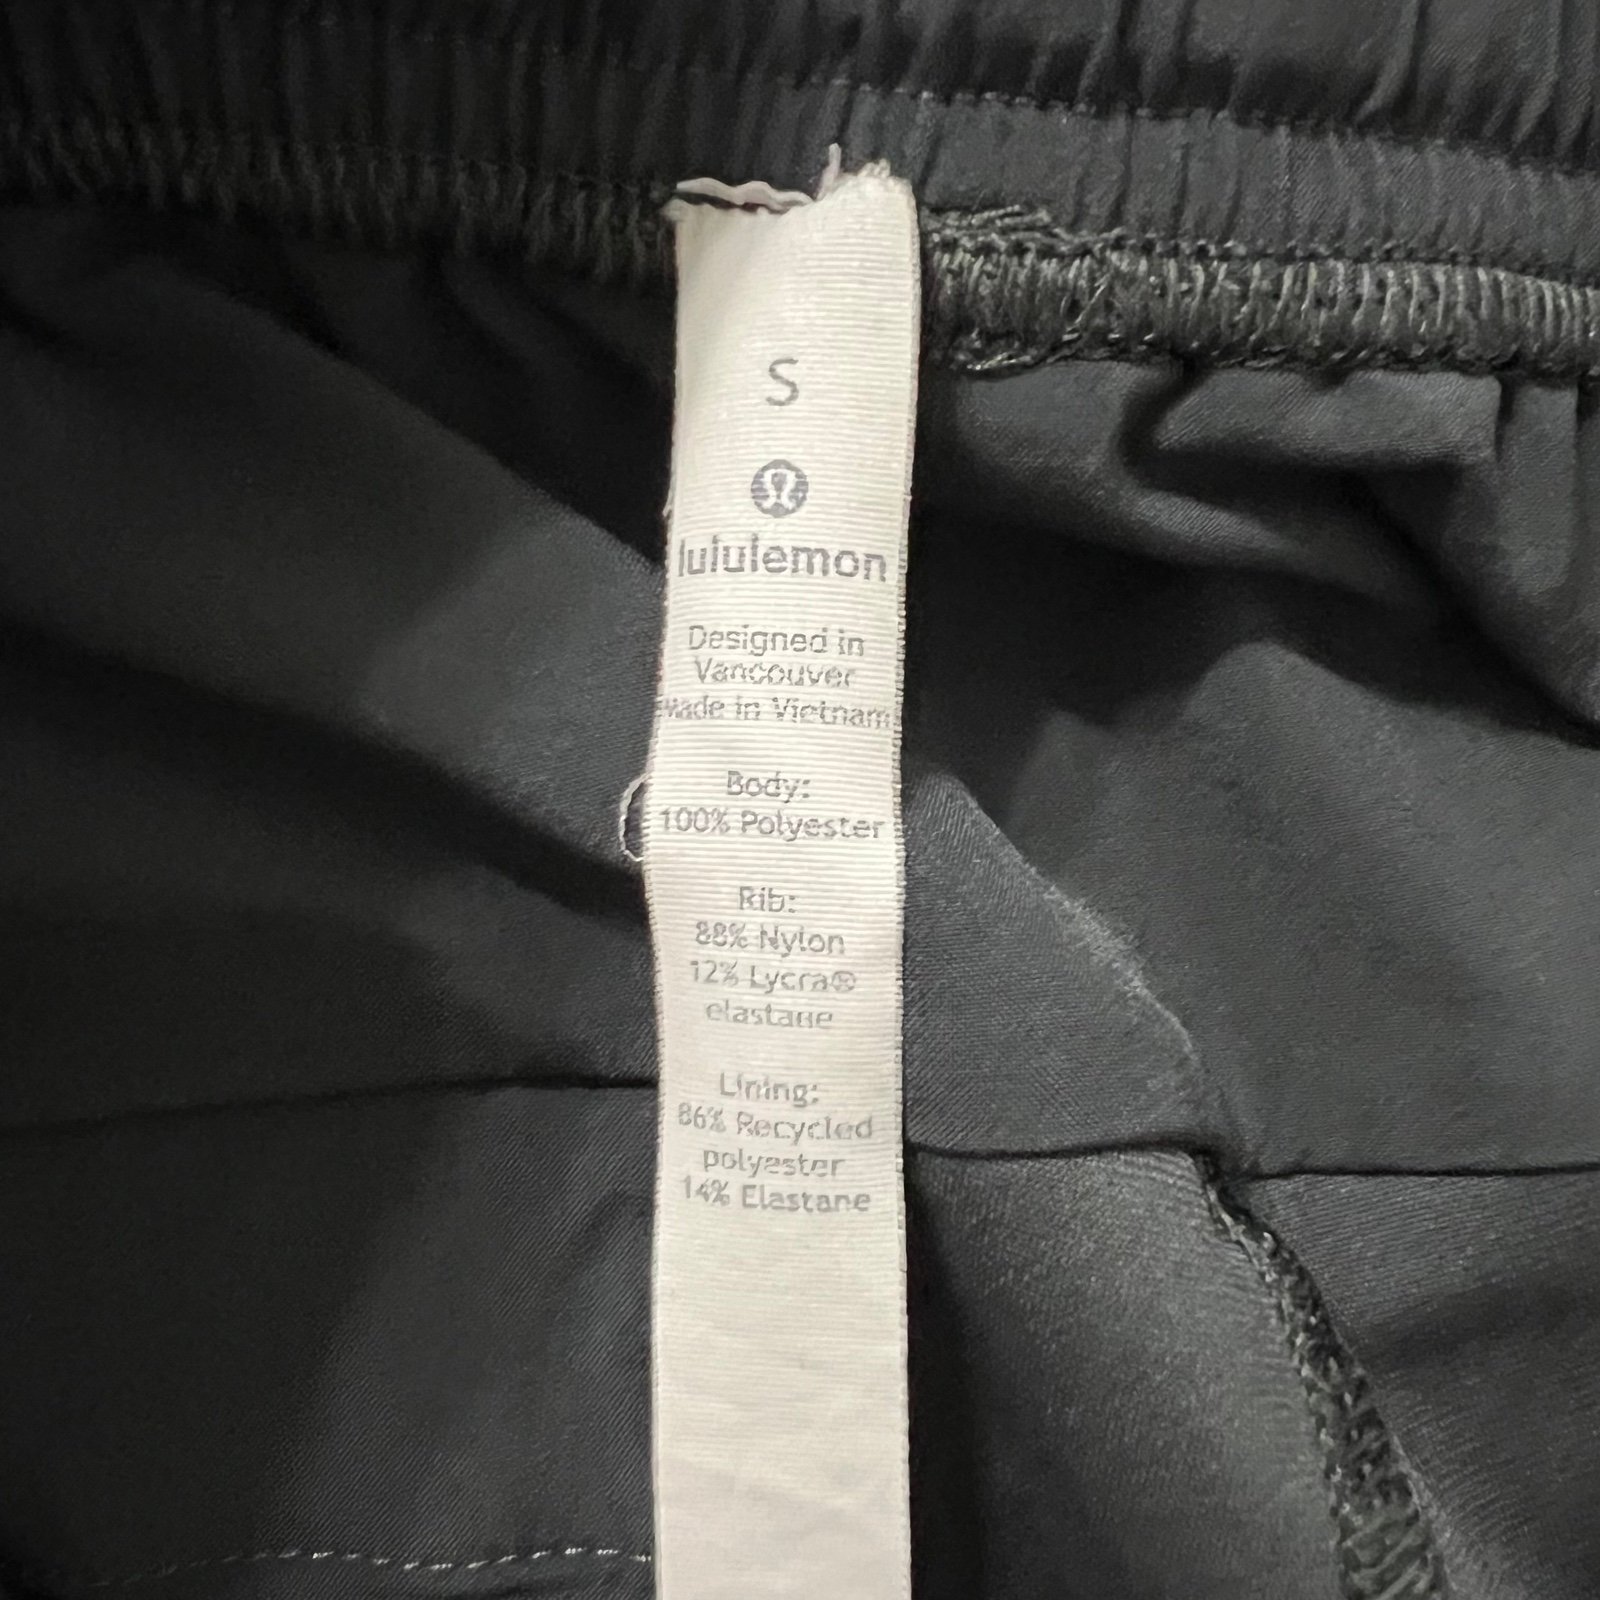 S
lululemon
Designed in
Vancouver
Made in Vietnam
Body:
100% Polyester
Rib:
88% Nylon
12% Lycra®
elastane
Lining:
86% Recycled
polyester
14% Elastane